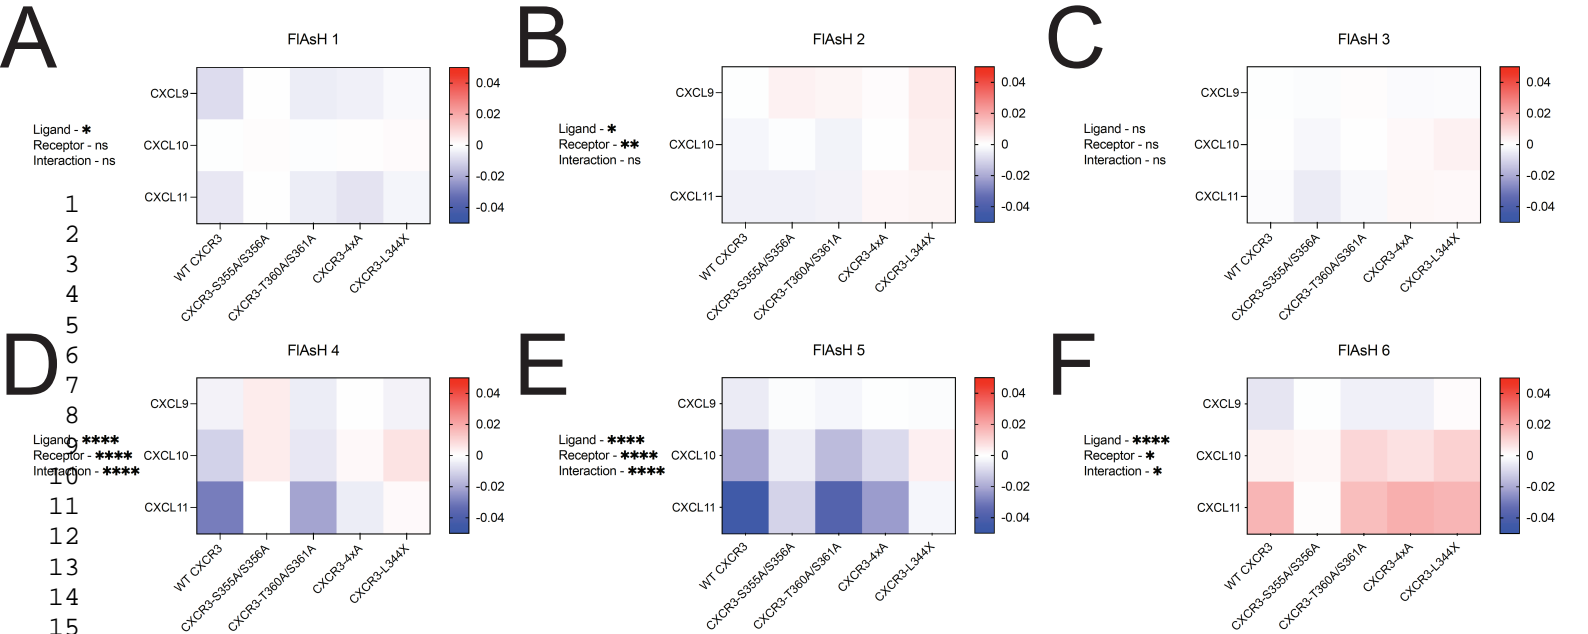 A
FlAsH 1
CXCL9
CXCL10
CXCL11
Ligand - ✱
Receptor - ns
Interaction - ns
0.04
0.02
0
-0.02
-0.04
WT CXCR3
CXCR3-S355A/S356A
CXCR3-T360A/S361A
CXCR3-4xA
CXCR3-L344X
B
FlAsH 2
CXCL9
CXCL10
CXCL11
Ligand - ✱
Receptor - ✱✱
Interaction - ns
0.04
0.02
0
-0.02
-0.04
WT CXCR3
CXCR3-S355A/S356A
CXCR3-T360A/S361A
CXCR3-4xA
CXCR3-L344X
C
FlAsH 3
CXCL9
CXCL10
CXCL11
Ligand - ns
Receptor - ns
Interaction - ns
0.04
0.02
0
-0.02
-0.04
WT CXCR3
CXCR3-S355A/S356A
CXCR3-T360A/S361A
CXCR3-4xA
CXCR3-L344X
1
2
3
4
5
6
7
8
9
10
11
12
13
14
15
D
FlAsH 4
CXCL9
CXCL10
CXCL11
Ligand - ✱✱✱✱
Receptor - ✱✱✱✱
Interaction - ✱✱✱✱
0.04
0.02
0
-0.02
-0.04
WT CXCR3
CXCR3-S355A/S356A
CXCR3-T360A/S361A
CXCR3-4xA
CXCR3-L344X
E
FlAsH 5
CXCL9
CXCL10
CXCL11
Ligand - ✱✱✱✱
Receptor - ✱✱✱✱
Interaction - ✱✱✱✱
0.04
0.02
0
-0.02
-0.04
WT CXCR3
CXCR3-S355A/S356A
CXCR3-T360A/S361A
CXCR3-4xA
CXCR3-L344X
F
FlAsH 6
CXCL9
CXCL10
CXCL11
Ligand - ✱✱✱✱
Receptor - ✱
Interaction - ✱
0.04
0.02
0
-0.02
-0.04
WT CXCR3
CXCR3-S355A/S356A
CXCR3-T360A/S361A
CXCR3-4xA
CXCR3-L344X